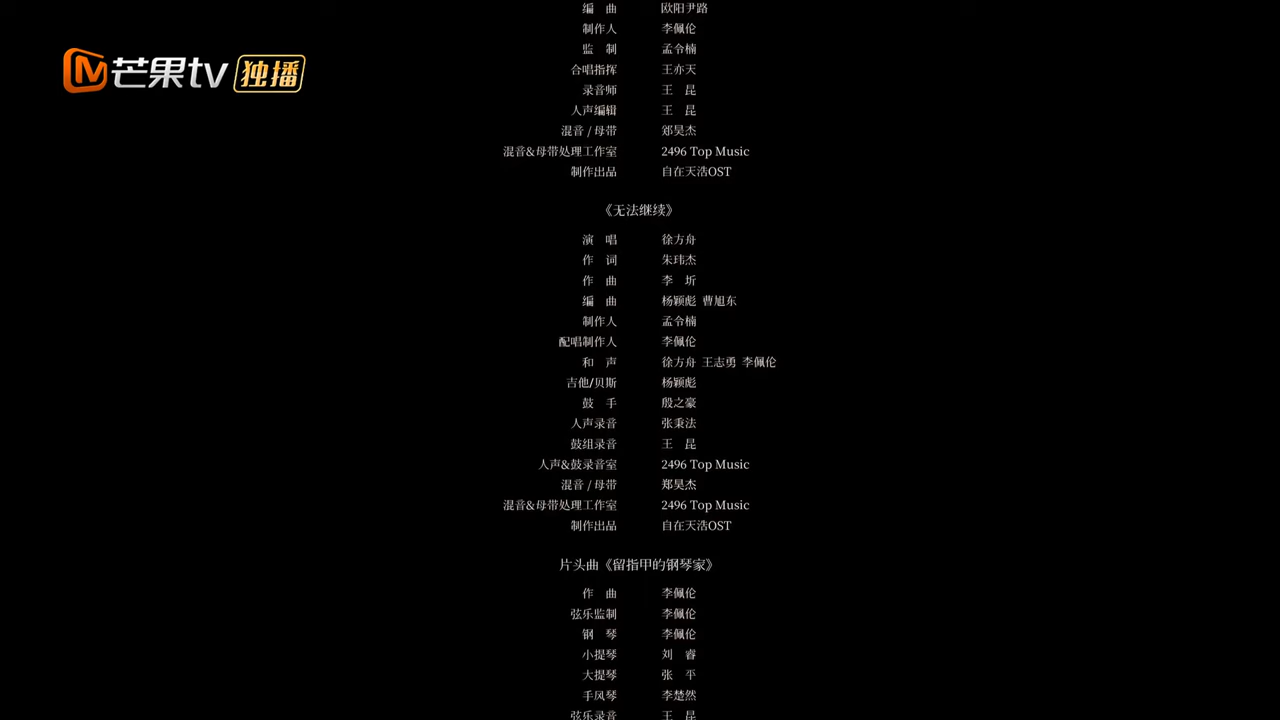 芒果tv 独播
编 曲 欧阳尹路
制作人 李佩伦
监 制 孟令楠
合唱指挥 王亦天
录音师 王 昆
人声编辑 王 昆
混音 / 母带 郑昊杰
混音&母带处理工作室 2496 Top Music
制作出品 自在天浩OST
《无法继续》
演 唱 徐方舟
作 词 朱玮杰
作 曲 李 圻
编 曲 杨颖彪 曹旭东
制作人 孟令楠
配唱制作人 李佩伦
和 声 徐方舟 王志勇 李佩伦
吉他/贝斯 杨颖彪
鼓 手 殷之豪
人声录音 张秉法
鼓组录音 王 昆
人声&鼓录音室 2496 Top Music
混音 / 母带 郑昊杰
混音&母带处理工作室 2496 Top Music
制作出品 自在天浩OST
片头曲《留指甲的钢琴家》
作 曲 李佩伦
弦乐监制 李佩伦
钢 琴 李佩伦
小提琴 刘 睿
大提琴 张 平
手风琴 李楚然
弦乐录音 王 昆